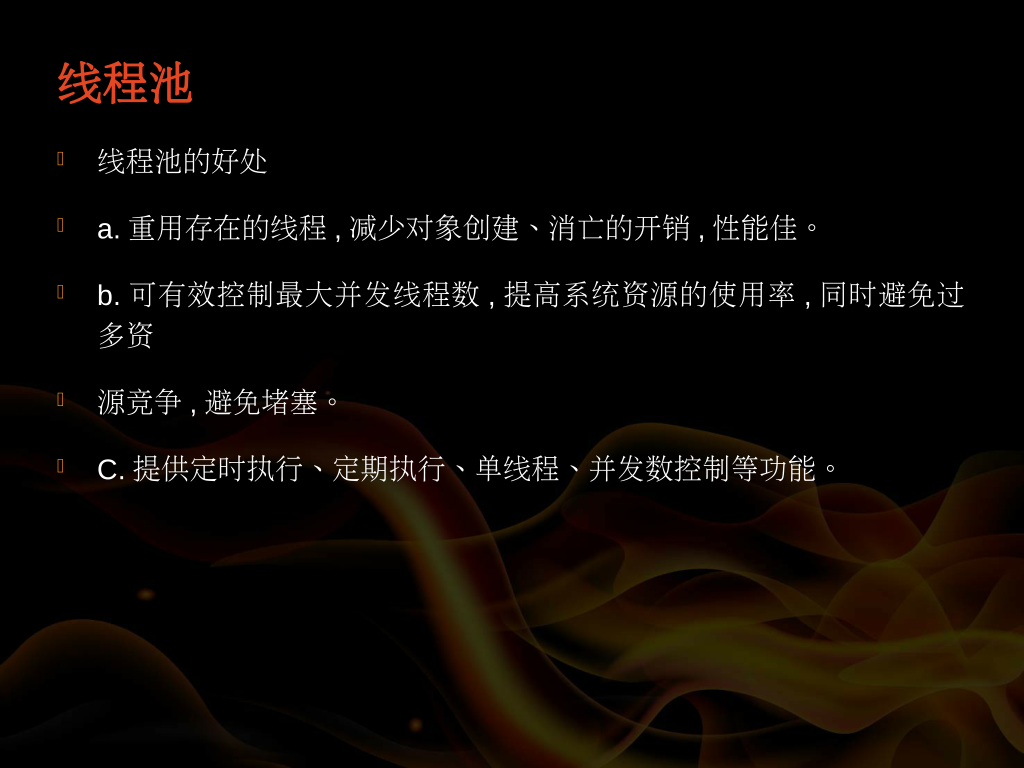 线程池
线程池的好处
a. 重用存在的线程 , 减少对象创建、消亡的开销 , 性能佳。
b. 可有效控制最大并发线程数 , 提高系统资源的使用率 , 同时避免过
多资
源竞争 , 避免堵塞。
C. 提供定时执行、定期执行、单线程、并发数控制等功能。